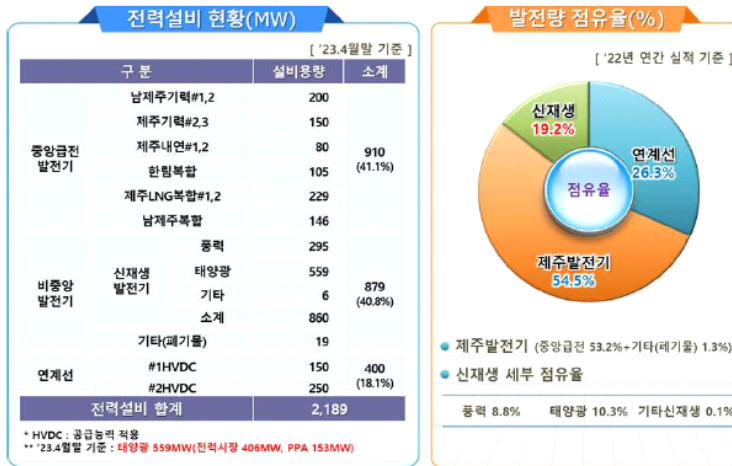 전력설비 현황(MW)
[ '23.4월말 기준 ]
구 분 설비용량 소계
중앙급전 발전기
남제주기력#1,2 200
제주기력#2,3 150
제주내연#1,2 80
한림복합 105
제주LNG복합#1,2 229
남제주복합 146
910
(41.1%)
비중앙 발전기
신재생 발전기
풍력 295
태양광 559
기타 6
소계 860
기타(폐기물) 19
879
(40.8%)
연계선
#1HVDC 150
#2HVDC 250
400
(18.1%)
전력설비 합계 2,189
* HVDC : 공급능력 적용
** '23.4월말 기준 : 태양광 559MW(전력시장 406MW, PPA 153MW)
발전량 점유율(%)
[ '22년 연간 실적 기준 ]
신재생
19.2%
연계선
26.3%
점유율
제주발전기
54.5%
제주발전기 (중앙급전 53.2%+기타(폐기물) 1.3%)
신재생 세부 점유율
풍력 8.8% 태양광 10.3% 기타신재생 0.1%